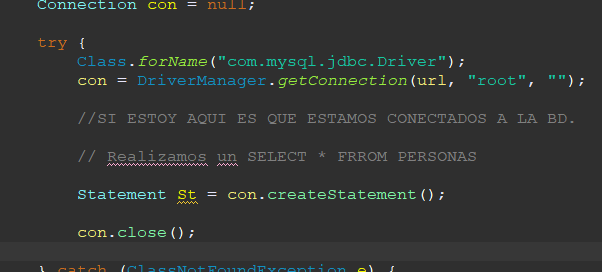 Connection con = null;
try {
Class.forName("com.mysql.jdbc.Driver");
con = DriverManager.getConnection(url, "root", "");
//SI ESTOY AQUI ES QUE ESTAMOS CONECTADOS A LA BD.
// Realizamos un SELECT * FRROM PERSONAS
Statement St = con.createStatement();
con.close();
} catch (ClassNotFoundException e) {